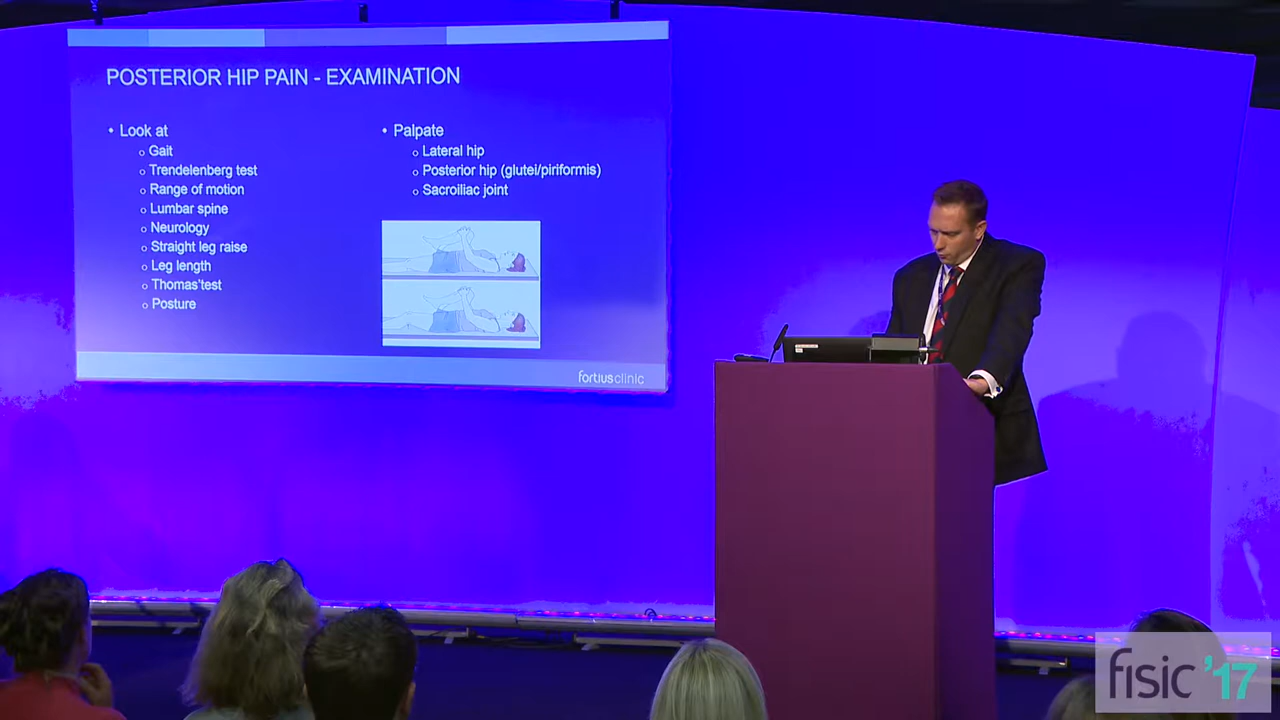 POSTERIOR HIP PAIN - EXAMINATION
• Look at
o Gait
o Trendelenberg test
o Range of motion
o Lumbar spine
o Neurology
o Straight leg raise
o Leg length
o Thomas'test
o Posture
• Palpate
o Lateral hip
o Posterior hip (glutei/piriformis)
o Sacroiliac joint
fortius clinic
fisic '17